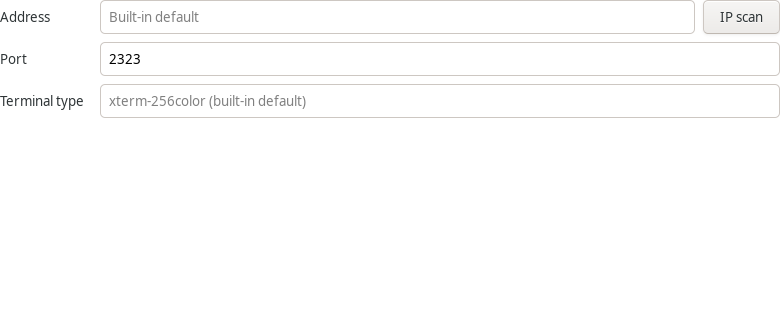 Address Built-in default IP scan
Port 2323
Terminal type xterm-256color (built-in default)